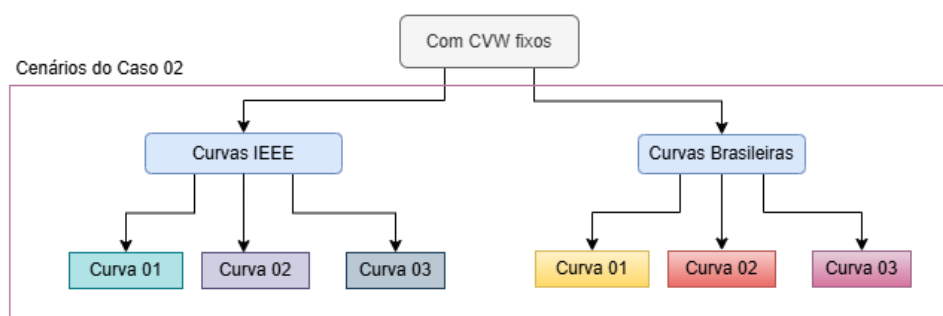 Com CVW fixos
Cenários do Caso 02
Curvas IEEE
Curvas Brasileiras
Curva 01
Curva 02
Curva 03
Curva 01
Curva 02
Curva 03